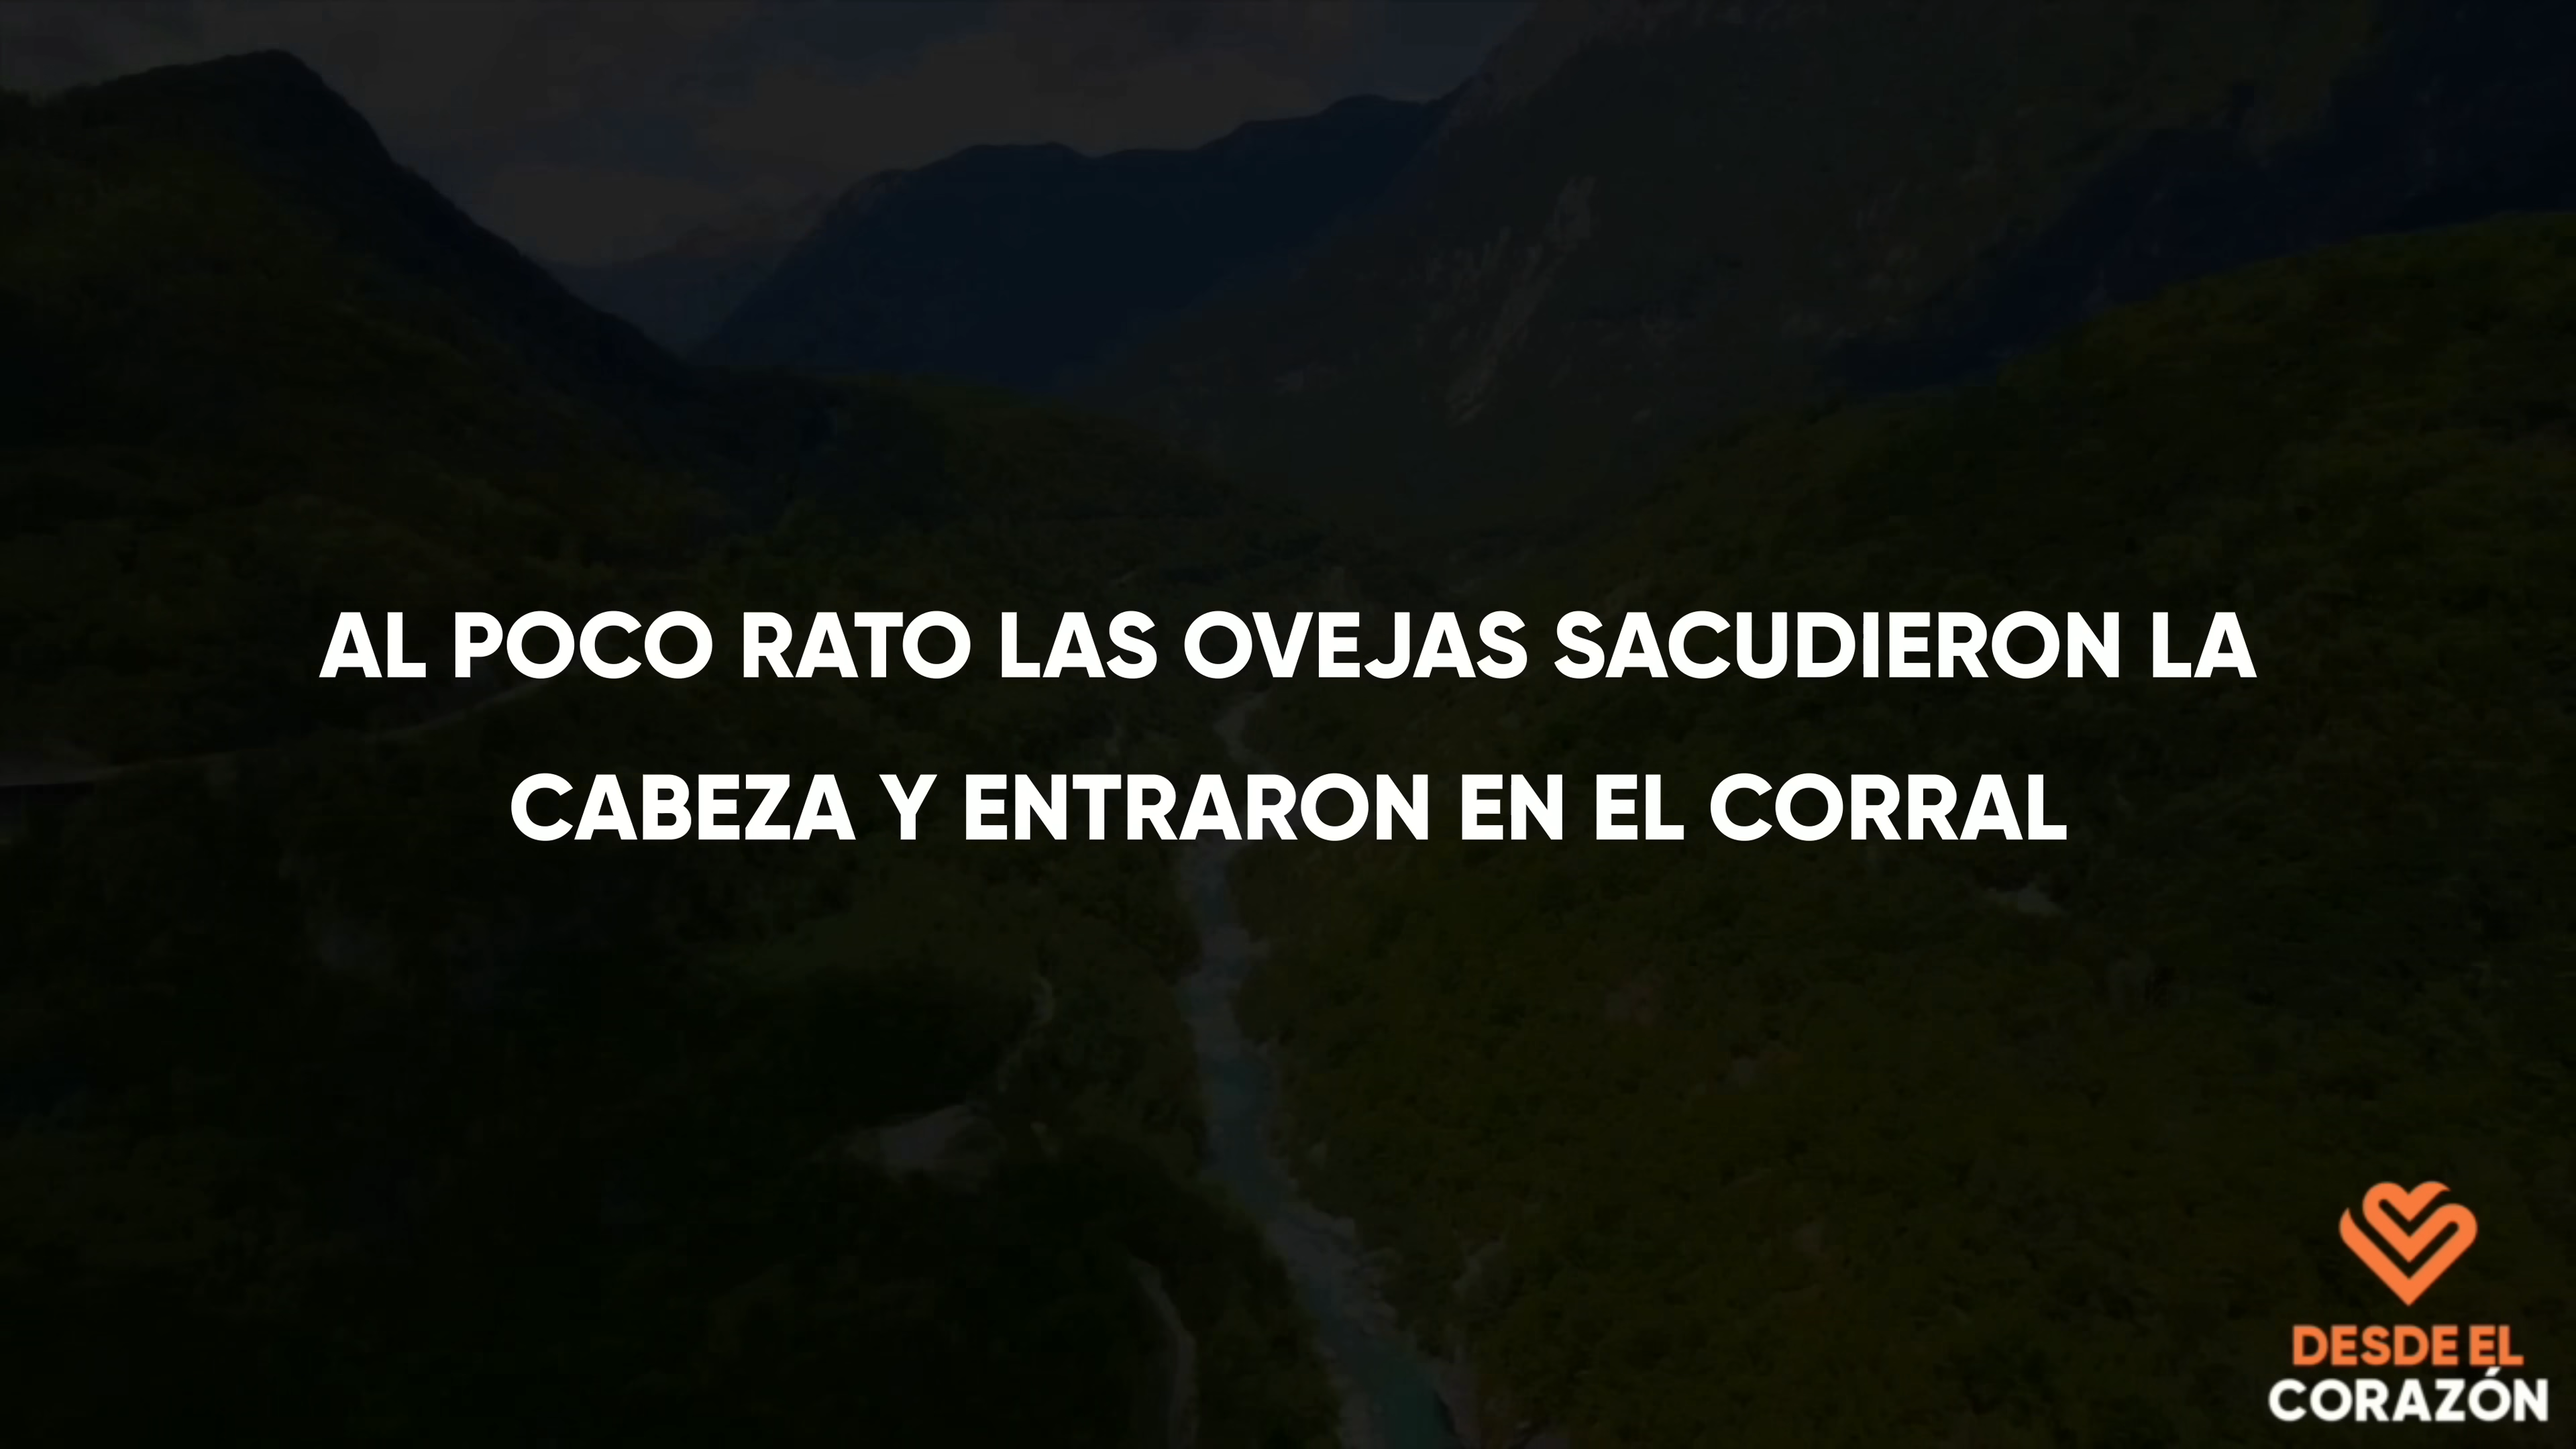 AL POCO RATO LAS OVEJAS SACUDIERON LA
CABEZA Y ENTRARON EN EL CORRAL
DESDE EL
CORAZÓN